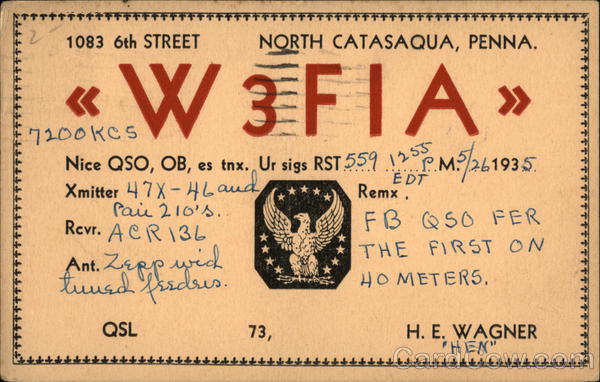 1083 6th STREET NORTH CATASAQUA, PENNA.
« W3FIA »
7200KCS
Nice QSO, OB, es tnx. Ur sigs RST 559 1255 P.M. 5/26 1935
EDT
Xmitter 47X-46 and Remx.
Pair 210's.
FB QSO FER
Rcvr. ACR 136
THE FIRST ON
Ant. Zepp wid
40 METERS.
tuned feeders.
QSL 73, H. E. WAGNER
"HEN"
CardCow.com